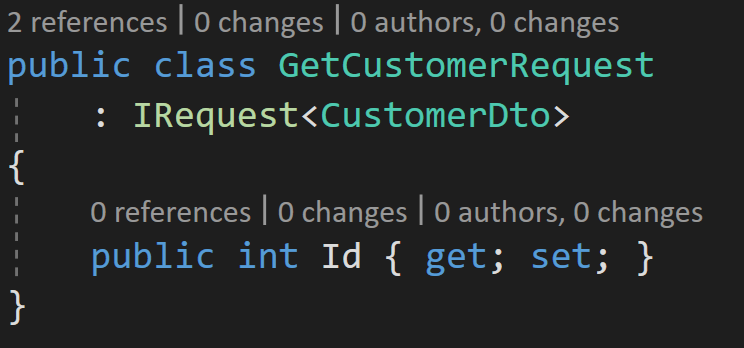 2 references | 0 changes | 0 authors, 0 changes
public class GetCustomerRequest
: IRequest<CustomerDto>
{
0 references | 0 changes | 0 authors, 0 changes
public int Id { get; set; }
}